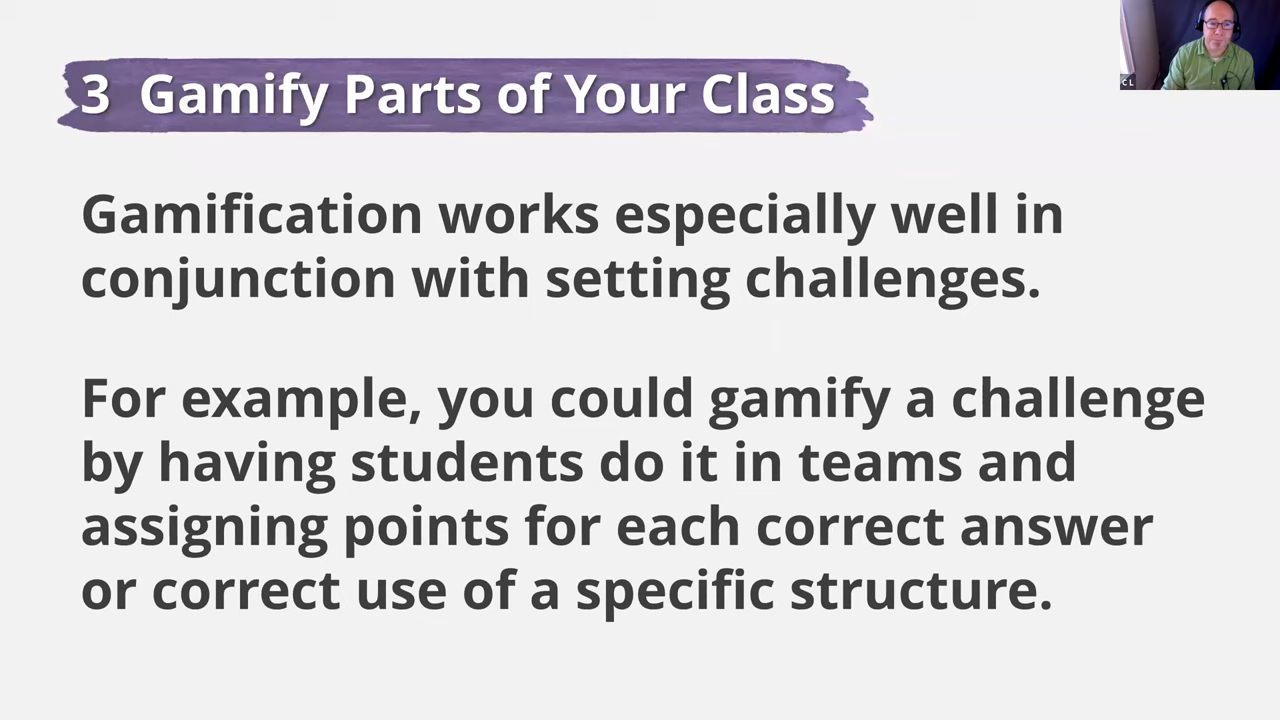 3 Gamify Parts of Your Class
C L
Gamification works especially well in
conjunction with setting challenges.
For example, you could gamify a challenge
by having students do it in teams and
assigning points for each correct answer
or correct use of a specific structure.